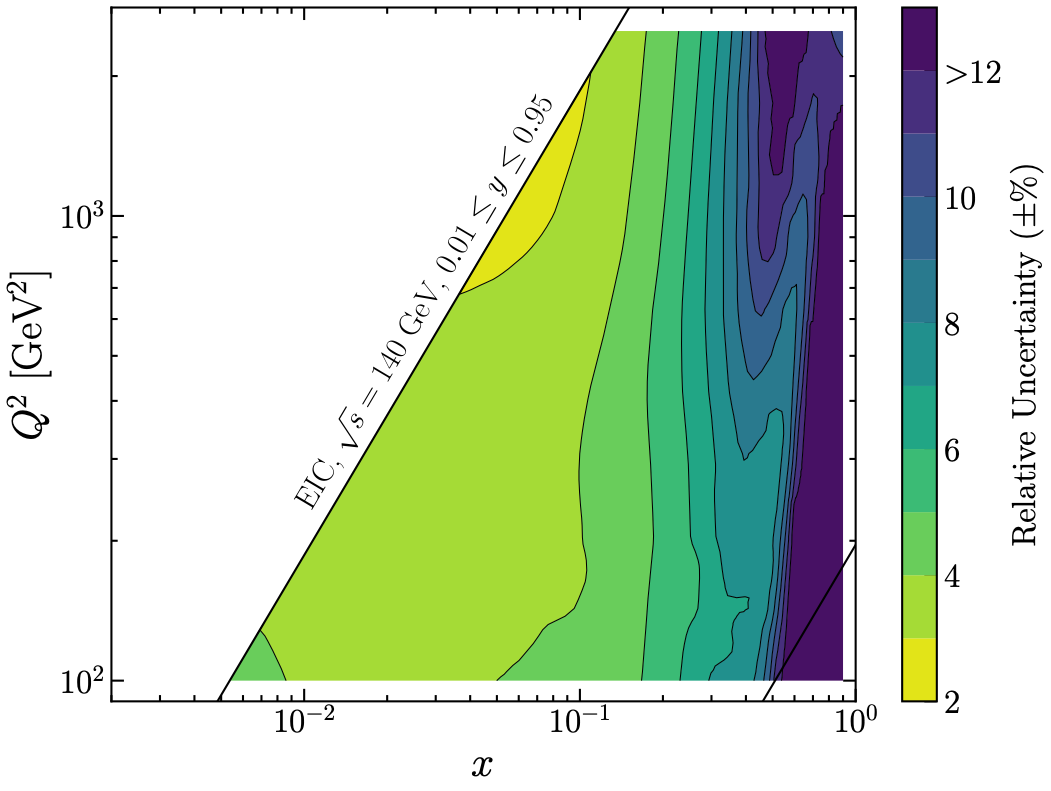 EIC, √s = 140 GeV, 0.01 ≤ y ≤ 0.95
Q² [GeV²]
10³
10²
10⁻²
10⁻¹
10⁰
x
>12
10
8
6
4
2
Relative Uncertainty (±%)